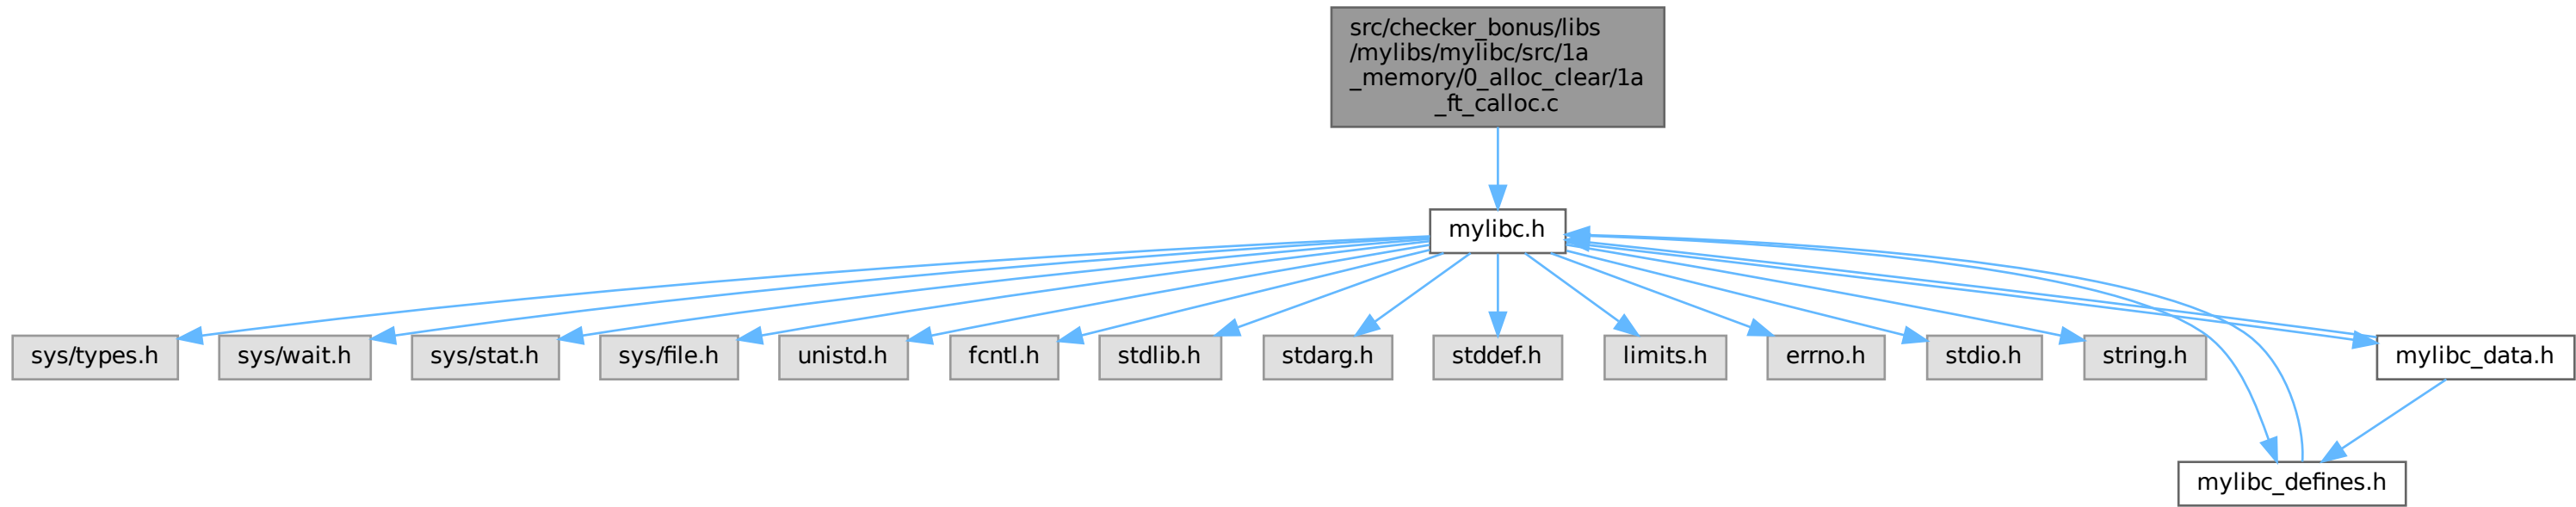 src/checker_bonus/libs
/mylibs/mylibc/src/1a
_memory/0_alloc_clear/1a
_ft_calloc.c
mylibc.h
sys/types.h
sys/wait.h
sys/stat.h
sys/file.h
unistd.h
fcntl.h
stdlib.h
stdarg.h
stddef.h
limits.h
errno.h
stdio.h
string.h
mylibc_data.h
mylibc_defines.h